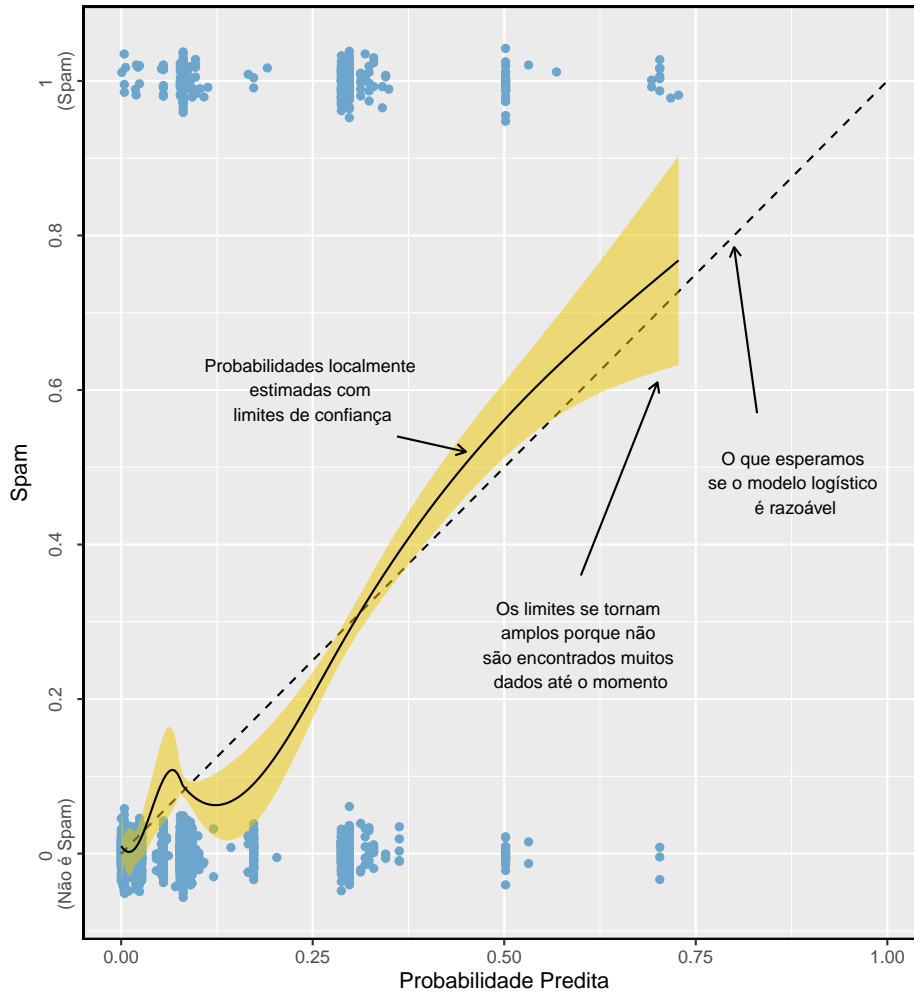 1
(Spam)
0.8
0.6
0.4
0.2
0
(Não é Spam)
Spam
Probabilidades localmente
estimadas com
limites de confiança
O que esperamos
se o modelo logístico
é razoável
Os limites se tornam
amplos porque não
são encontrados muitos
dados até o momento
0.00
0.25
0.50
0.75
1.00
Probabilidade Predita